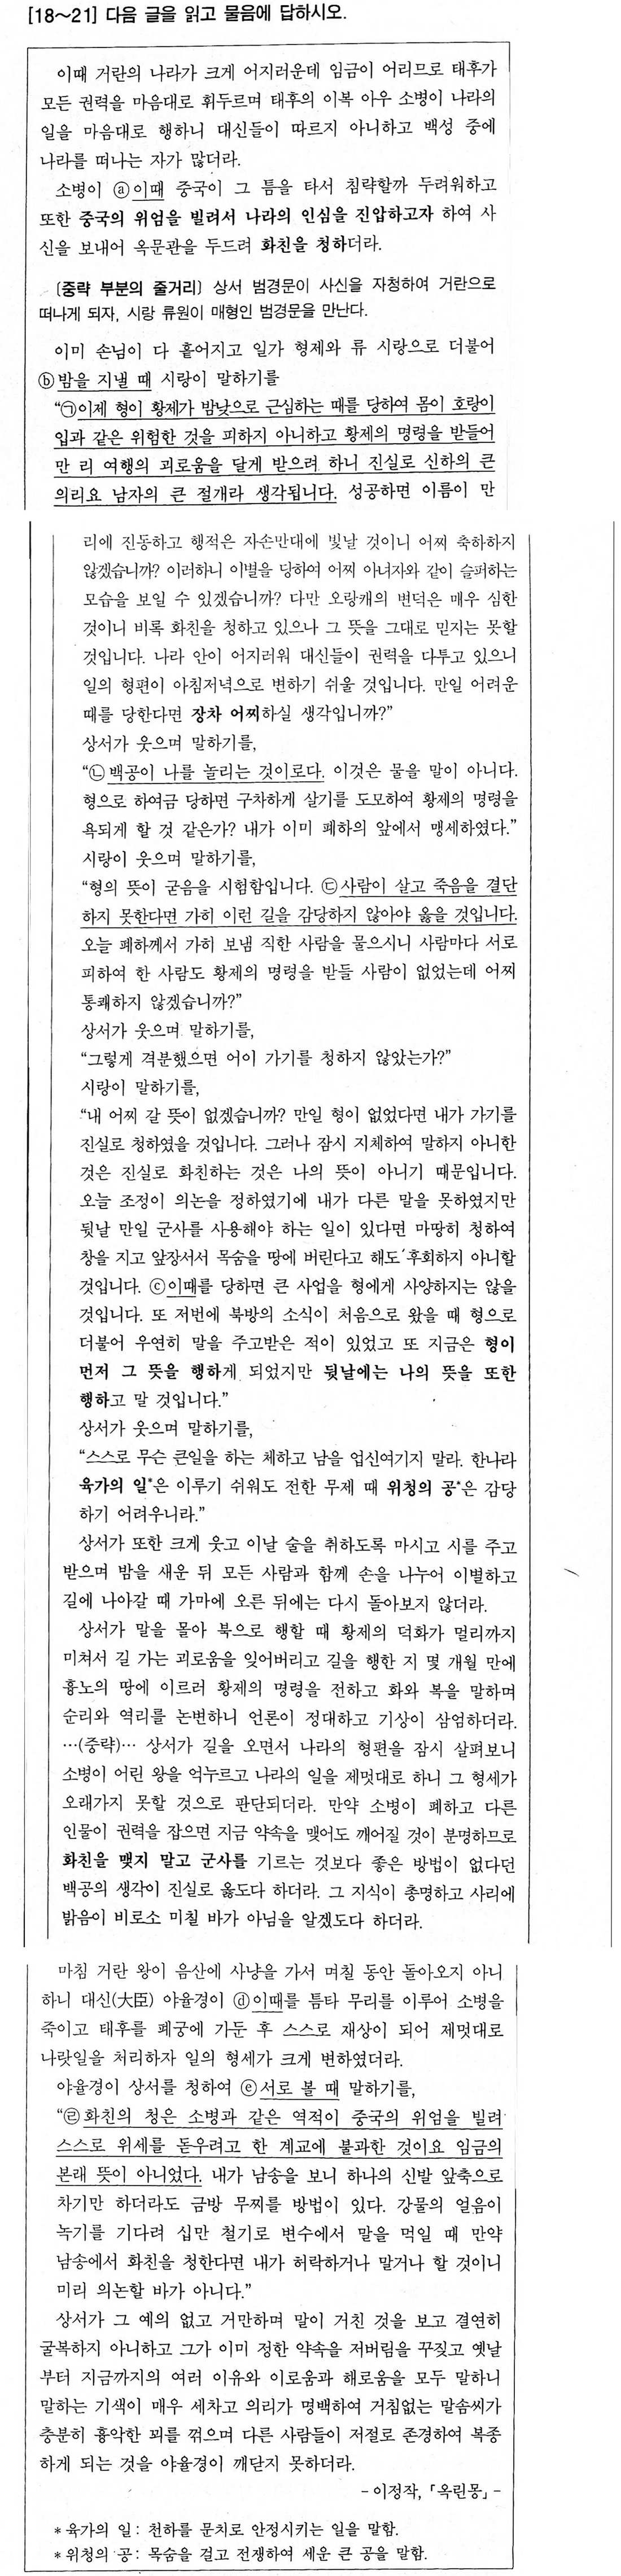 [18~21] 다음 글을 읽고 물음에 답하시오.
이때 거란의 나라가 크게 어지러운데 임금이 어리므로 태후가
모든 권력을 마음대로 휘두르며 태후의 이복 아우 소병이 나라의
일을 마음대로 행하니 대신들이 따르지 아니하고 백성 중에
나라를 떠나는 자가 많더라.
소병이 ⓐ이때 중국이 그 틈을 타서 침략할까 두려워하고
또한 중국의 위엄을 빌려서 나라의 인심을 진압하고자 하여 사
신을 보내어 옥문관을 두드려 화친을 청하더라.
〔중략 부분의 줄거리〕 상서 범경문이 사신을 자청하여 거란으로
떠나게 되자, 시랑 류원이 매형인 범경문을 만난다.
이미 손님이 다 흩어지고 일가 형제와 류 시랑으로 더불어
ⓑ밤을 지낼 때 시랑이 말하기를
“㉠이제 형이 황제가 밤낮으로 근심하는 때를 당하여 몸이 호랑이
입과 같은 위험한 것을 피하지 아니하고 황제의 명령을 받들어
만 리 여행의 괴로움을 달게 받으려 하니 진실로 신하의 큰
의리요 남자의 큰 절개라 생각됩니다. 성공하면 이름이 만
리에 진동하고 행적은 자손만대에 빛날 것이니 어찌 축하하지
않겠습니까? 이러하니 이별을 당하여 어찌 아녀자와 같이 슬퍼하는
모습을 보일 수 있겠습니까? 다만 오랑캐의 변덕은 매우 심한
것이니 비록 화친을 청하고 있으나 그 뜻을 그대로 믿지는 못할
것입니다. 나라 안이 어지러워 대신들이 권력을 다투고 있으니
일의 형편이 아침저녁으로 변하기 쉬울 것입니다. 만일 어려운
때를 당한다면 장차 어찌하실 생각입니까?”
상서가 웃으며 말하기를,
“㉡백공이 나를 놀리는 것이로다. 이것은 물을 말이 아니다.
형으로 하여금 당하면 구차하게 살기를 도모하여 황제의 명령을
욕되게 할 것 같은가? 내가 이미 폐하의 앞에서 맹세하였다.”
시랑이 웃으며 말하기를,
“형의 뜻이 굳음을 시험함입니다. ㉢사람이 살고 죽음을 결단
하지 못한다면 가히 이런 길을 감당하지 않아야 옳을 것입니다.
오늘 폐하께서 가히 보냄 직한 사람을 물으시니 사람마다 서로
피하여 한 사람도 황제의 명령을 받들 사람이 없었는데 어찌
통쾌하지 않겠습니까?”
상서가 웃으며 말하기를,
“그렇게 격분했으면 어이 가기를 청하지 않았는가?”
시랑이 말하기를,
“내 어찌 갈 뜻이 없겠습니까? 만일 형이 없었다면 내가 가기를
진실로 청하였을 것입니다. 그러나 잠시 지체하여 말하지 아니한
것은 진실로 화친하는 것은 나의 뜻이 아니기 때문입니다.
오늘 조정이 의논을 정하였기에 내가 다른 말을 못하였지만
뒷날 만일 군사를 사용해야 하는 일이 있다면 마땅히 청하여
창을 지고 앞장서서 목숨을 땅에 버린다고 해도 후회하지 아니할
것입니다. ⓒ이때를 당하면 큰 사업을 형에게 사양하지는 않을
것입니다. 또 저번에 북방의 소식이 처음으로 왔을 때 형으로
더불어 우연히 말을 주고받은 적이 있었고 또 지금은 형이
먼저 그 뜻을 행하게 되었지만 뒷날에는 나의 뜻을 또한
행하고 말 것입니다.”
상서가 웃으며 말하기를,
“스스로 무슨 큰일을 하는 체하고 남을 업신여기지 말라. 한나라
육가의 일*은 이루기 쉬워도 전한 무제 때 위청의 공*은 감당
하기 어려우니라.”
상서가 또한 크게 웃고 이날 술을 취하도록 마시고 시를 주고
받으며 밤을 새운 뒤 모든 사람과 함께 손을 나누어 이별하고
길에 나아갈 때 가마에 오른 뒤에는 다시 돌아보지 않더라.
상서가 말을 몰아 북으로 행할 때 황제의 덕화가 멀리까지
미쳐서 길 가는 괴로움을 잊어버리고 길을 행한 지 몇 개월 만에
흉노의 땅에 이르러 황제의 명령을 전하고 화와 복을 말하며
순리와 역리를 논변하니 언론이 정대하고 기상이 삼엄하더라.
…(중략)… 상서가 길을 오면서 나라의 형편을 잠시 살펴보니
소병이 어린 왕을 억누르고 나라의 일을 제멋대로 하니 그 형세가
오래가지 못할 것으로 판단되더라. 만약 소병이 폐하고 다른
인물이 권력을 잡으면 지금 약속을 맺어도 깨어질 것이 분명하므로
화친을 맺지 말고 군사를 기르는 것보다 좋은 방법이 없다던
백공의 생각이 진실로 옳도다 하더라. 그 지식이 총명하고 사리에
밝음이 비로소 미칠 바가 아님을 알겠도다 하더라.
마침 거란 왕이 음산에 사냥을 가서 며칠 동안 돌아오지 아니
하니 대신(大臣) 야율경이 ⓓ이때를 틈타 무리를 이루어 소병을
죽이고 태후를 폐궁에 가둔 후 스스로 재상이 되어 제멋대로
나랏일을 처리하자 일의 형세가 크게 변하였더라.
야율경이 상서를 청하여 ⓔ서로 볼 때 말하기를,
“㉣화친의 청은 소병과 같은 역적이 중국의 위엄을 빌려
스스로 위세를 돋우려고 한 계교에 불과한 것이요 임금의
본래 뜻이 아니었다. 내가 남송을 보니 하나의 신발 앞축으로
차기만 하더라도 금방 무찌를 방법이 있다. 강물의 얼음이
녹기를 기다려 십만 철기로 변수에서 말을 먹일 때 만약
남송에서 화친을 청한다면 내가 허락하거나 말거나 할 것이니
미리 의논할 바가 아니다.”
상서가 그 예의 없고 거만하며 말이 거친 것을 보고 결연히
굴복하지 아니하고 그가 이미 정한 약속을 저버림을 꾸짖고 옛날
부터 지금까지의 여러 이유와 이로움과 해로움을 모두 말하니
말하는 기색이 매우 세차고 의리가 명백하여 거침없는 말솜씨가
충분히 흉악한 꾀를 꺾으며 다른 사람들이 저절로 존경하여 복종
하게 되는 것을 야율경이 깨닫지 못하더라.
- 이정작, 「옥린몽」 -
* 육가의 일: 천하를 문치로 안정시키는 일을 말함.
* 위청의 공: 목숨을 걸고 전쟁하여 세운 큰 공을 말함.